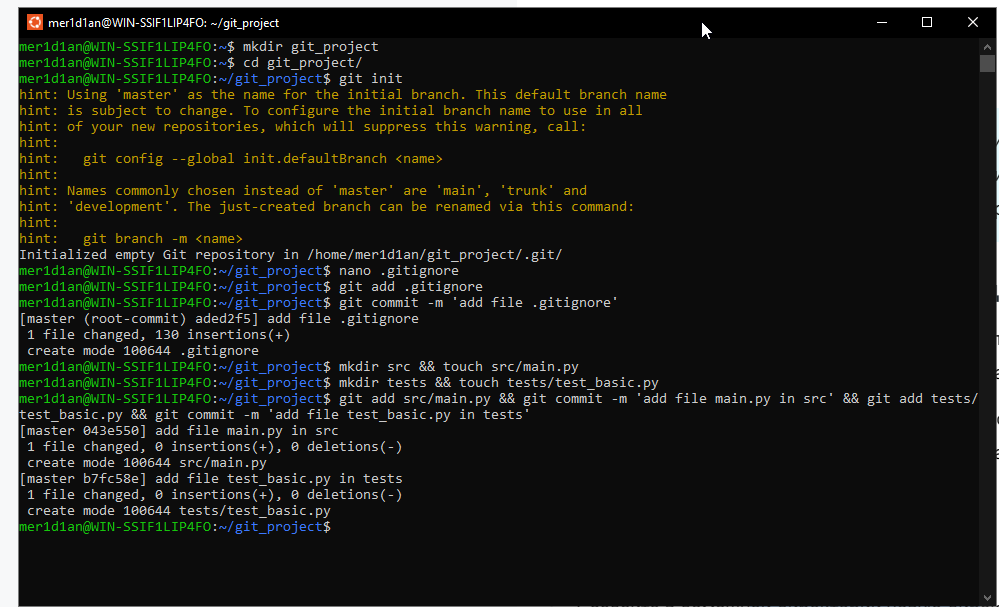 mer1d1an@WIN-SSIF1LIP4FO: ~/git_project
mer1d1an@WIN-SSIF1LIP4FO:~$ mkdir git_project
mer1d1an@WIN-SSIF1LIP4FO:~$ cd git_project/
mer1d1an@WIN-SSIF1LIP4FO:~/git_project$ git init
hint: Using 'master' as the name for the initial branch. This default branch name
hint: is subject to change. To configure the initial branch name to use in all
hint: of your new repositories, which will suppress this warning, call:
hint:
hint:   git config --global init.defaultBranch <name>
hint:
hint: Names commonly chosen instead of 'master' are 'main', 'trunk' and
hint: 'development'. The just-created branch can be renamed via this command:
hint:
hint:   git branch -m <name>
Initialized empty Git repository in /home/mer1d1an/git_project/.git/
mer1d1an@WIN-SSIF1LIP4FO:~/git_project$ nano .gitignore
mer1d1an@WIN-SSIF1LIP4FO:~/git_project$ git add .gitignore
mer1d1an@WIN-SSIF1LIP4FO:~/git_project$ git commit -m 'add file .gitignore'
[master (root-commit) aded2f5] add file .gitignore
 1 file changed, 130 insertions(+)
 create mode 100644 .gitignore
mer1d1an@WIN-SSIF1LIP4FO:~/git_project$ mkdir src && touch src/main.py
mer1d1an@WIN-SSIF1LIP4FO:~/git_project$ mkdir tests && touch tests/test_basic.py
mer1d1an@WIN-SSIF1LIP4FO:~/git_project$ git add src/main.py && git commit -m 'add file main.py in src' && git add tests/
test_basic.py && git commit -m 'add file test_basic.py in tests'
[master 043e550] add file main.py in src
 1 file changed, 0 insertions(+), 0 deletions(-)
 create mode 100644 src/main.py
[master b7fc58e] add file test_basic.py in tests
 1 file changed, 0 insertions(+), 0 deletions(-)
 create mode 100644 tests/test_basic.py
mer1d1an@WIN-SSIF1LIP4FO:~/git_project$